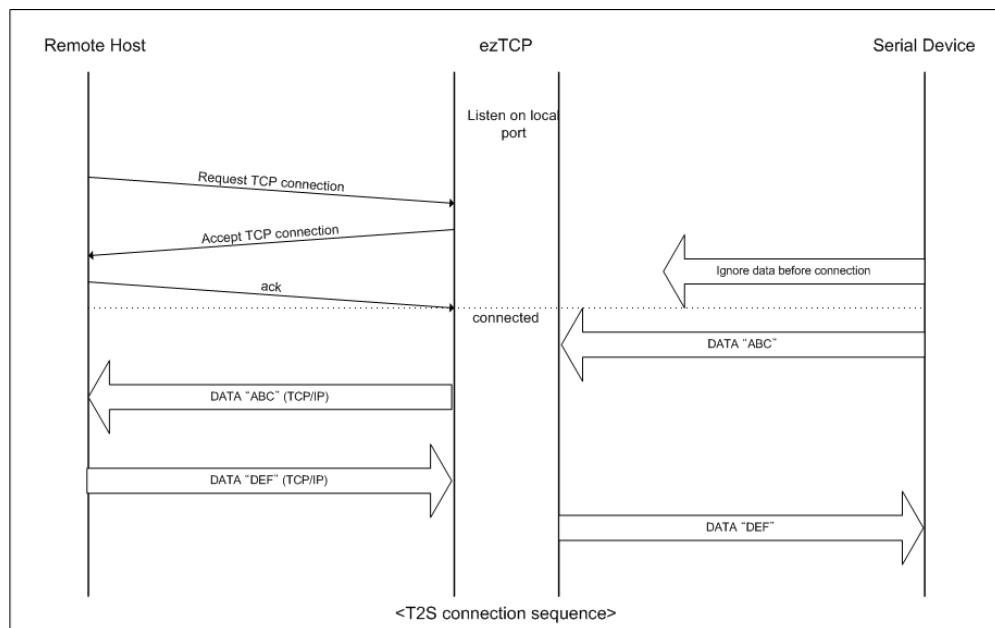 Remote Host
ezTCP
Serial Device
Listen on local
port
Request TCP connection
Accept TCP connection
Ignore data before connection
ack
connected
DATA “ABC”
DATA “ABC” (TCP/IP)
DATA “DEF” (TCP/IP)
DATA “DEF”
<T2S connection sequence>